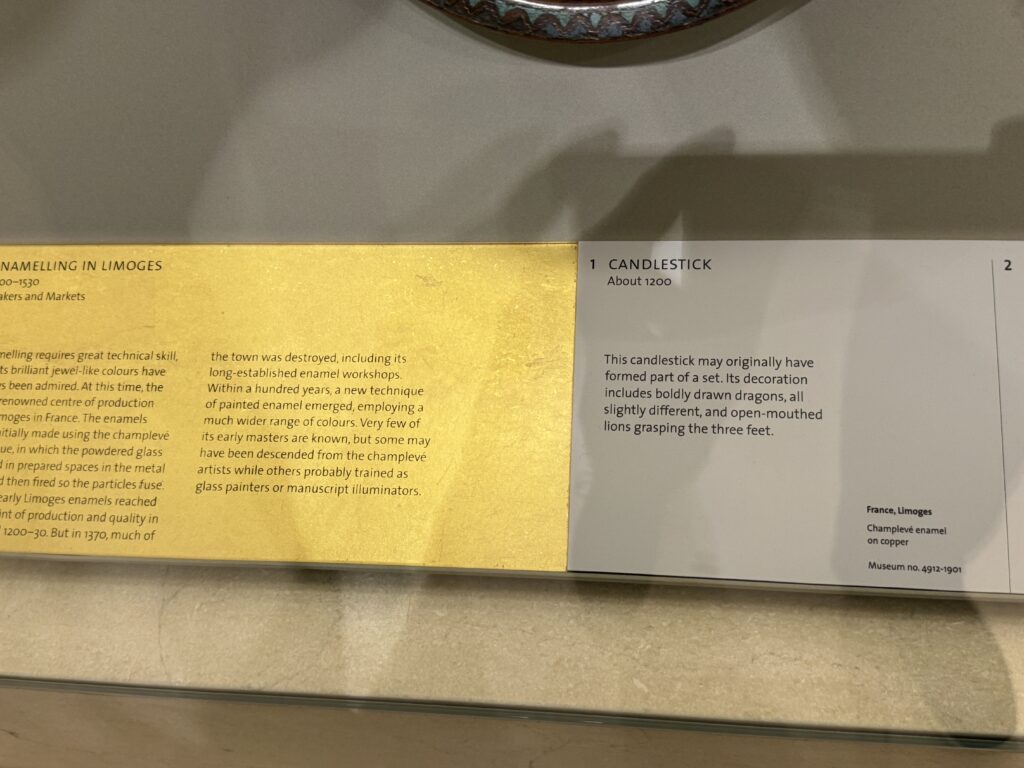 NAMELLING IN LIMOGES
00–1530
akers and Markets
melling requires great technical skill,
ts brilliant jewel-like colours have
s been admired. At this time, the
renowned centre of production
moges in France. The enamels
nitially made using the champlevé
ue, in which the powdered glass
d in prepared spaces in the metal
d then fired so the particles fuse.
early Limoges enamels reached
int of production and quality in
1200–30. But in 1370, much of
the town was destroyed, including its
long-established enamel workshops.
Within a hundred years, a new technique
of painted enamel emerged, employing a
much wider range of colours. Very few of
its early masters are known, but some may
have been descended from the champlevé
artists while others probably trained as
glass painters or manuscript illuminators.
1 CANDLESTICK
About 1200
This candlestick may originally have
formed part of a set. Its decoration
includes boldly drawn dragons, all
slightly different, and open-mouthed
lions grasping the three feet.
France, Limoges
Champlevé enamel
on copper
Museum no. 4912-1901
2